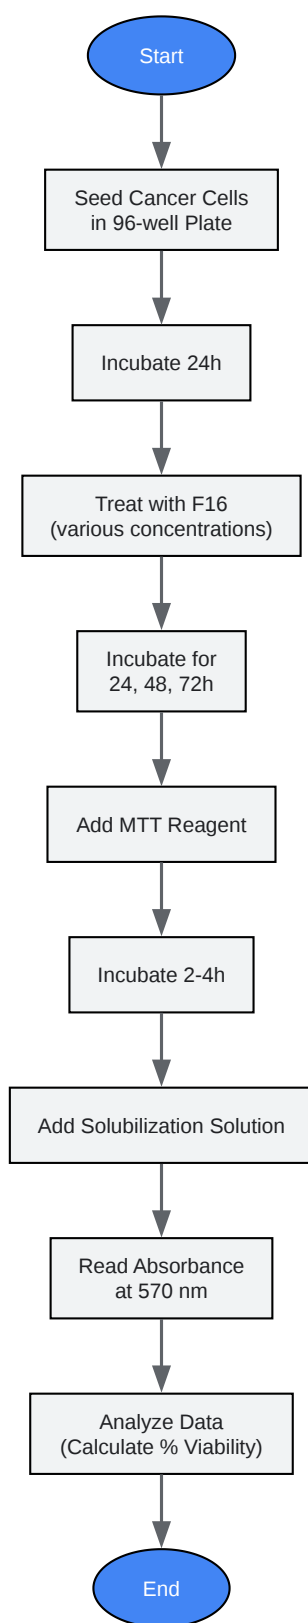 Start
Seed Cancer Cells
in 96-well Plate
Incubate 24h
Treat with F16
(various concentrations)
Incubate for
24, 48, 72h
Add MTT Reagent
Incubate 2-4h
Add Solubilization Solution
Read Absorbance
at 570 nm
Analyze Data
(Calculate % Viability)
End